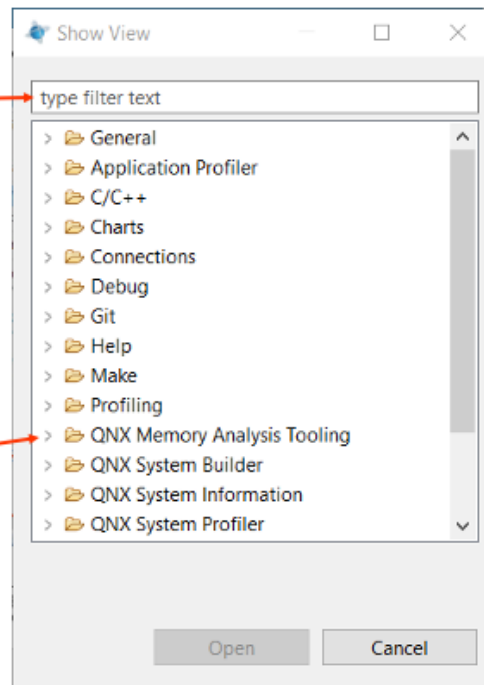 Show View
type filter text
General
Application Profiler
C/C++
Charts
Connections
Debug
Git
Help
Make
Profiling
QNX Memory Analysis Tooling
QNX System Builder
QNX System Information
QNX System Profiler
Open Cancel